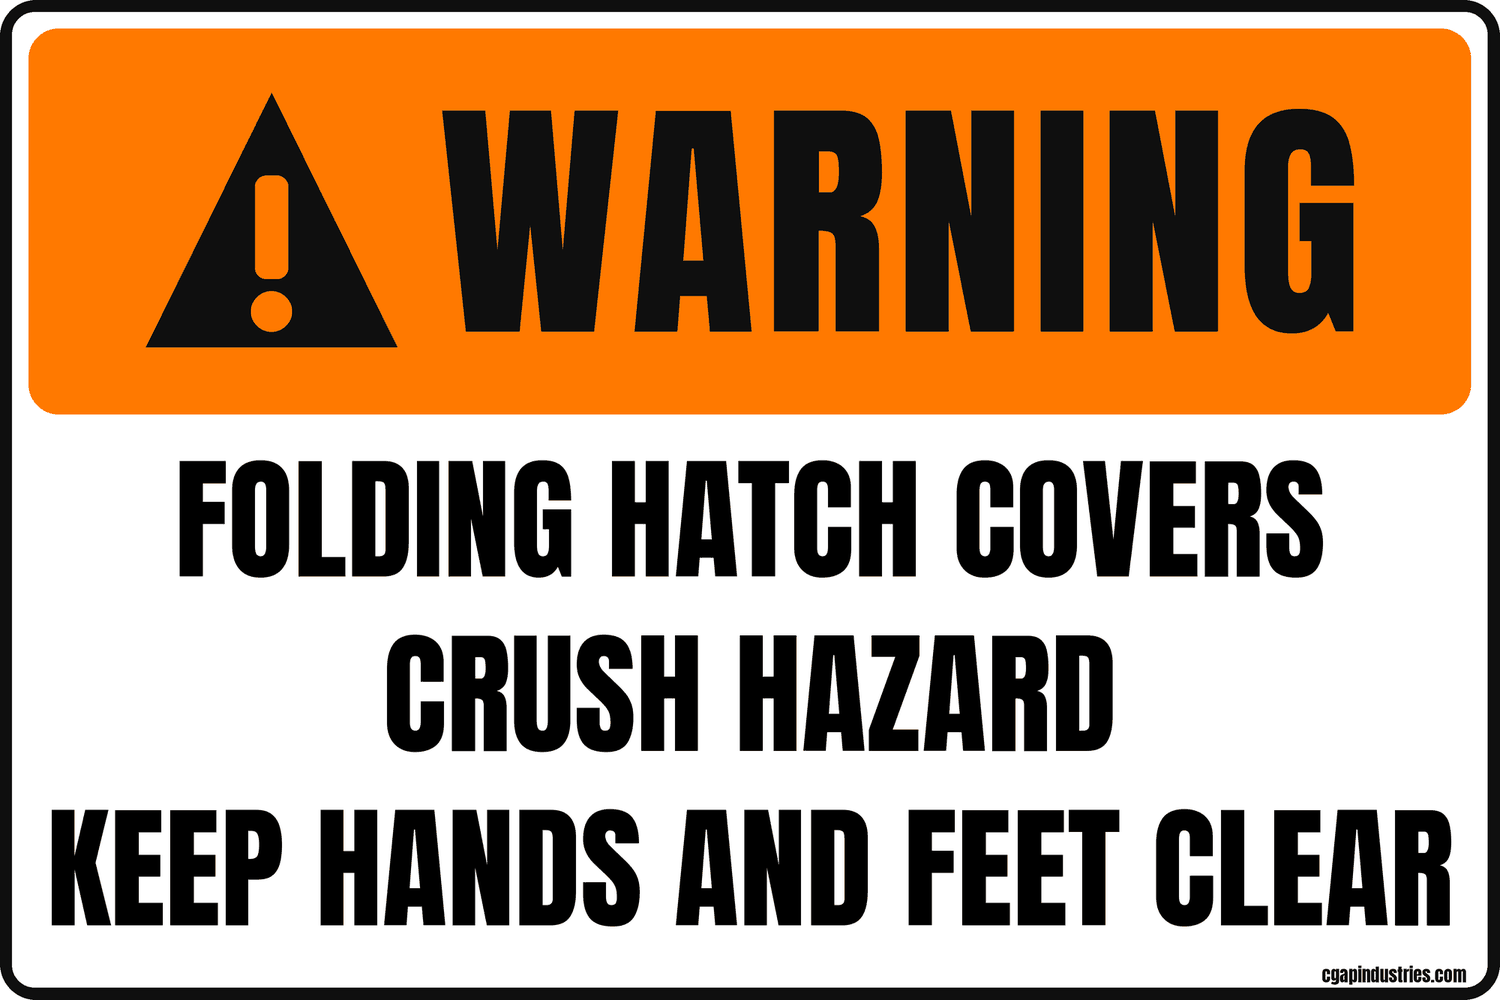 WARNING
FOLDING HATCH COVERS
CRUSH HAZARD
KEEP HANDS AND FEET CLEAR
cgapindustries.com